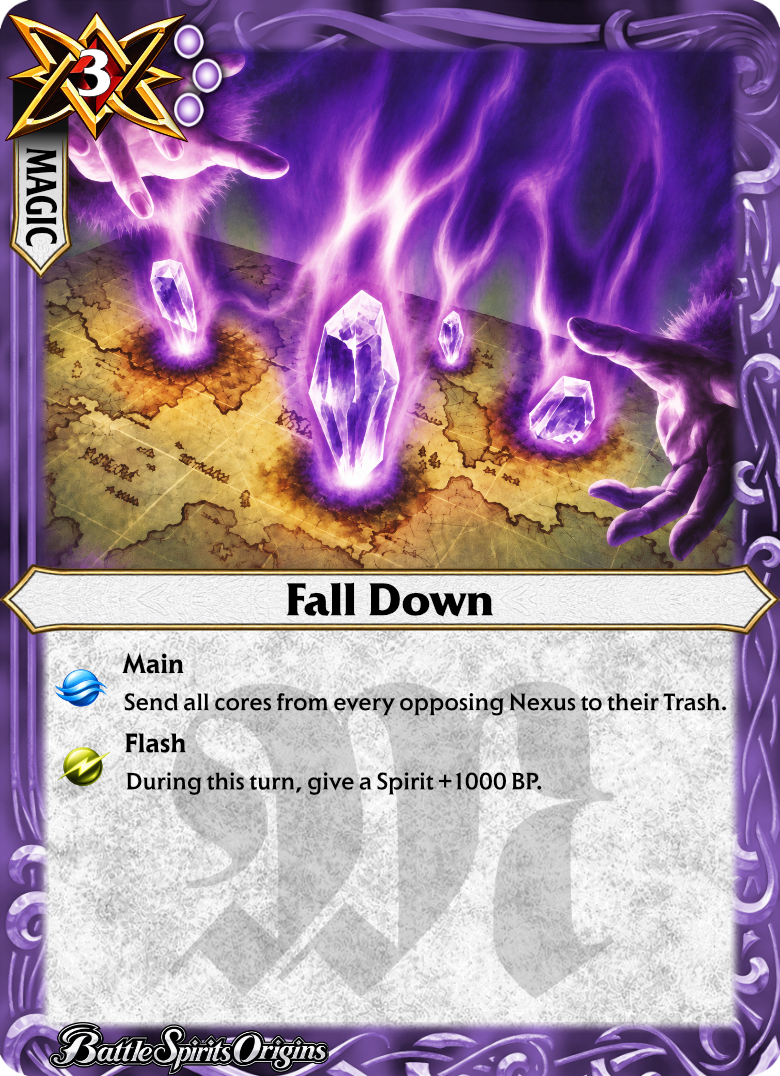 3
MAGIC
Fall Down
Main
Send all cores from every opposing Nexus to their Trash.
Flash
During this turn, give a Spirit +1000 BP.
Battle Spirits Origins